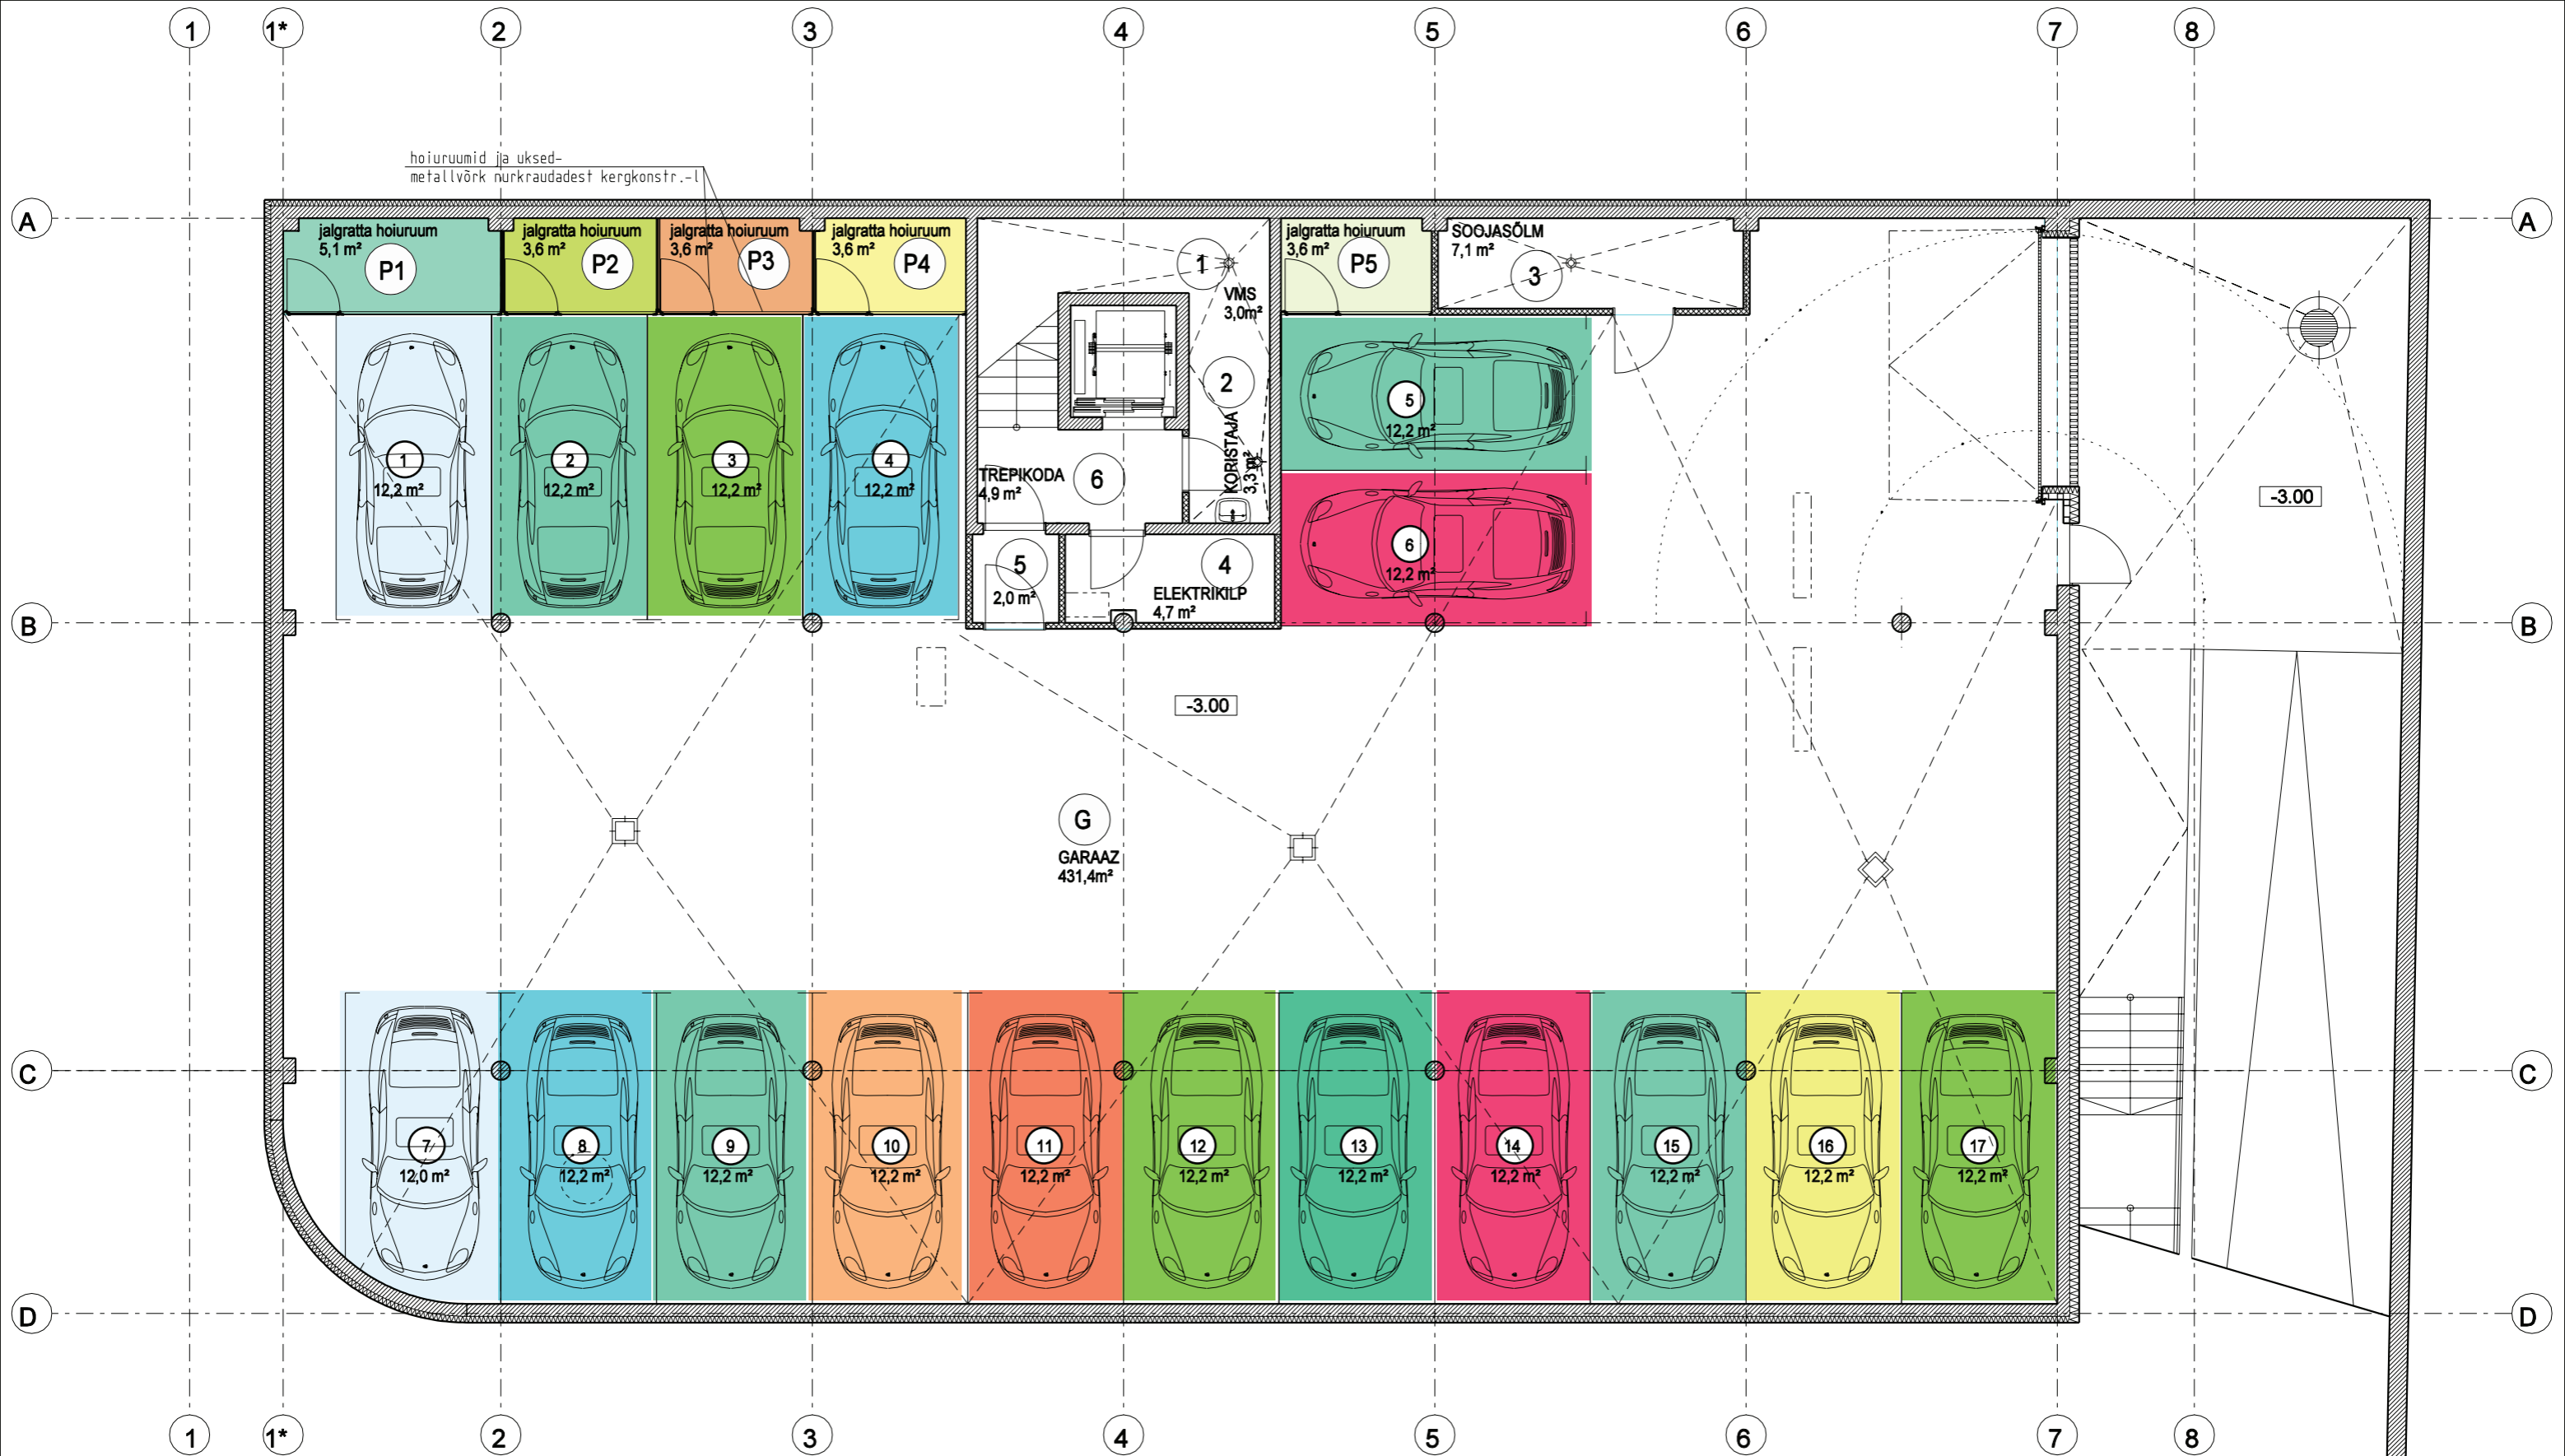 1 1* 2 3 4 5 6 7 8
hoiuruumid ja uksed-
metallvõrk nurkraudadest kergkonstr.-l
A A
jalgratta hoiuruum
5,1 m²
P1
jalgratta hoiuruum
3,6 m²
P2
jalgratta hoiuruum
3,6 m²
P3
jalgratta hoiuruum
3,6 m²
P4
1
VMS
3,0m²
jalgratta hoiuruum
3,6 m²
P5
SOOJASÕLM
7,1 m²
3
2
KORISTAJA
3,3 m²
1
12,2 m²
2
12,2 m²
3
12,2 m²
4
12,2 m²
TREPIKODA
4,9 m²
6
5
12,2 m²
6
12,2 m²
-3.00
5
2,0 m²
4
ELEKTRIKILP
4,7 m²
B B
-3.00
G
GARAAZ
431,4m²
C C
7
12,0 m²
8
12,2 m²
9
12,2 m²
10
12,2 m²
11
12,2 m²
12
12,2 m²
13
12,2 m²
14
12,2 m²
15
12,2 m²
16
12,2 m²
17
12,2 m²
D D
1 1* 2 3 4 5 6 7 8